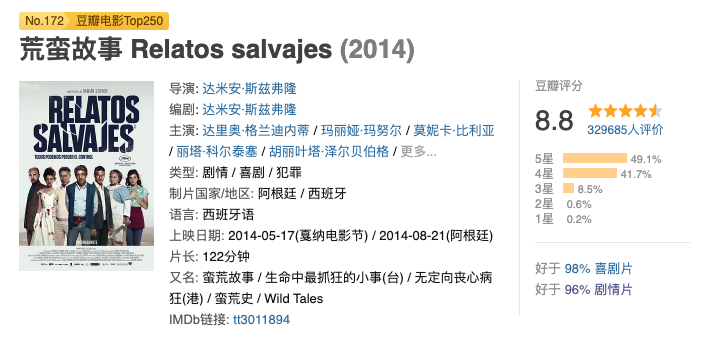 No.172 豆瓣电影Top250
荒蛮故事 Relatos salvajes (2014)
RELATOS
SALVAJES
TODOS PODEMOS PERDER EL CONTROL
导演: 达米安·斯兹弗隆
编剧: 达米安·斯兹弗隆
主演: 达里奥·格兰迪内蒂 / 玛丽娅·玛努尔 / 莫妮卡·比利亚
/ 丽塔·科尔泰塞 / 胡丽叶塔·泽尔贝伯格 / 更多...
类型: 剧情 / 喜剧 / 犯罪
制片国家/地区: 阿根廷 / 西班牙
语言: 西班牙语
上映日期: 2014-05-17(戛纳电影节) / 2014-08-21(阿根廷)
片长: 122分钟
又名: 蛮荒故事 / 生命中最抓狂的小事(台) / 无定向丧心病
狂(港) / 蛮荒史 / Wild Tales
IMDb链接: tt3011894
豆瓣评分
8.8
329685人评价
5星 49.1%
4星 41.7%
3星 8.5%
2星 0.6%
1星 0.2%
好于 98% 喜剧片
好于 96% 剧情片